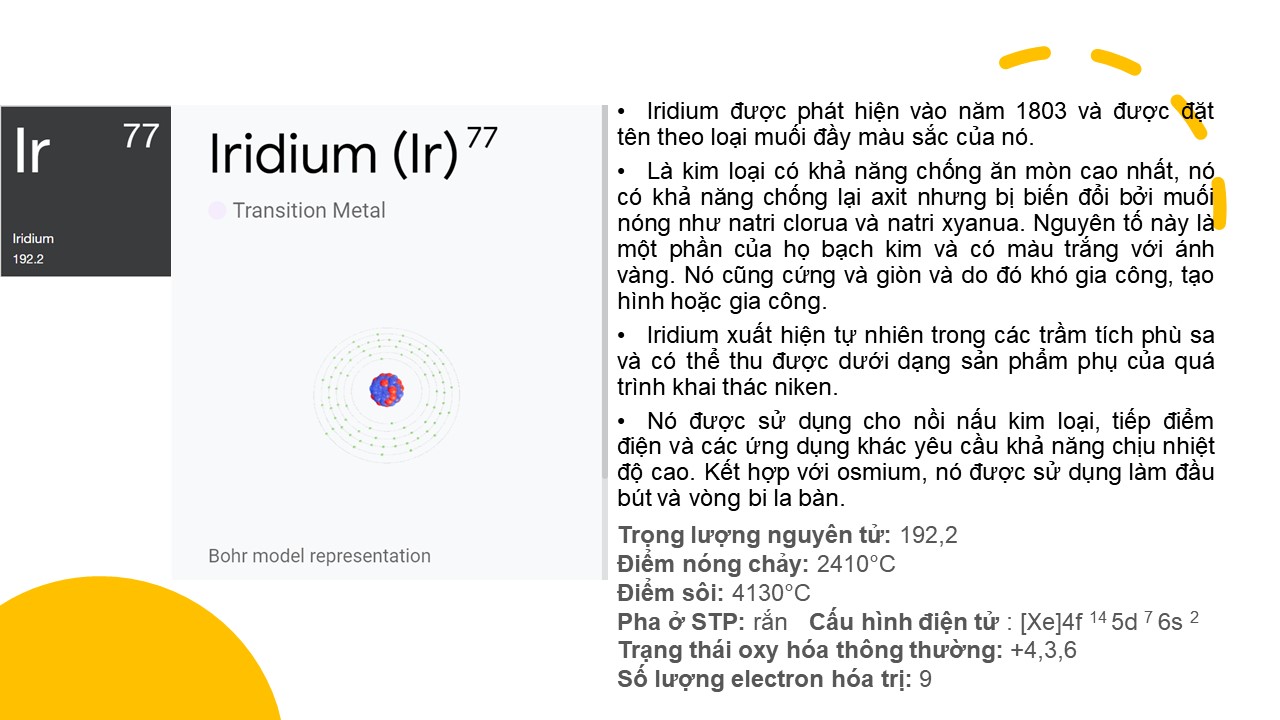 Ir 77
Iridium
192.2
Iridium (Ir)77
Transition Metal
Bohr model representation
• Iridium được phát hiện vào năm 1803 và được đặt
tên theo loại muối đầy màu sắc của nó.
• Là kim loại có khả năng chống ăn mòn cao nhất, nó
có khả năng chống lại axit nhưng bị biến đổi bởi muối
nóng như natri clorua và natri xyanua. Nguyên tố này là
một phần của họ bạch kim và có màu trắng với ánh
vàng. Nó cũng cứng và giòn và do đó khó gia công, tạo
hình hoặc gia công.
• Iridium xuất hiện tự nhiên trong các trầm tích phù sa
và có thể thu được dưới dạng sản phẩm phụ của quá
trình khai thác niken.
• Nó được sử dụng cho nồi nấu kim loại, tiếp điểm
điện và các ứng dụng khác yêu cầu khả năng chịu nhiệt
độ cao. Kết hợp với osmium, nó được sử dụng làm đầu
bút và vòng bi la bàn.
Trọng lượng nguyên tử: 192,2
Điểm nóng chảy: 2410°C
Điểm sôi: 4130°C
Pha ở STP: rắn Cấu hình điện tử : [Xe]4f 14 5d 7 6s 2
Trạng thái oxy hóa thông thường: +4,3,6
Số lượng electron hóa trị: 9